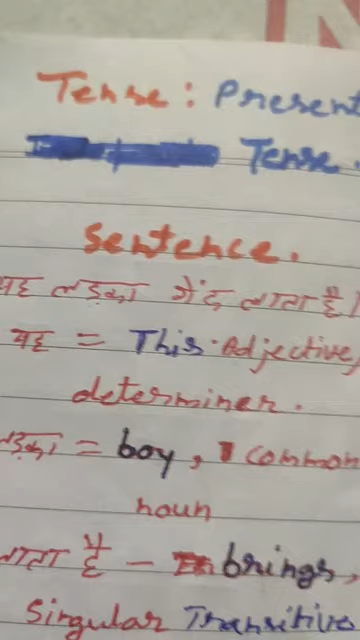 Tense: Present
Tense.
Sentence.
यह लड़का गेंद लाता है।
यह = This. Adjective,
determiner.
लड़का = boy, common
noun
लाता है - brings,
Singular Transitive